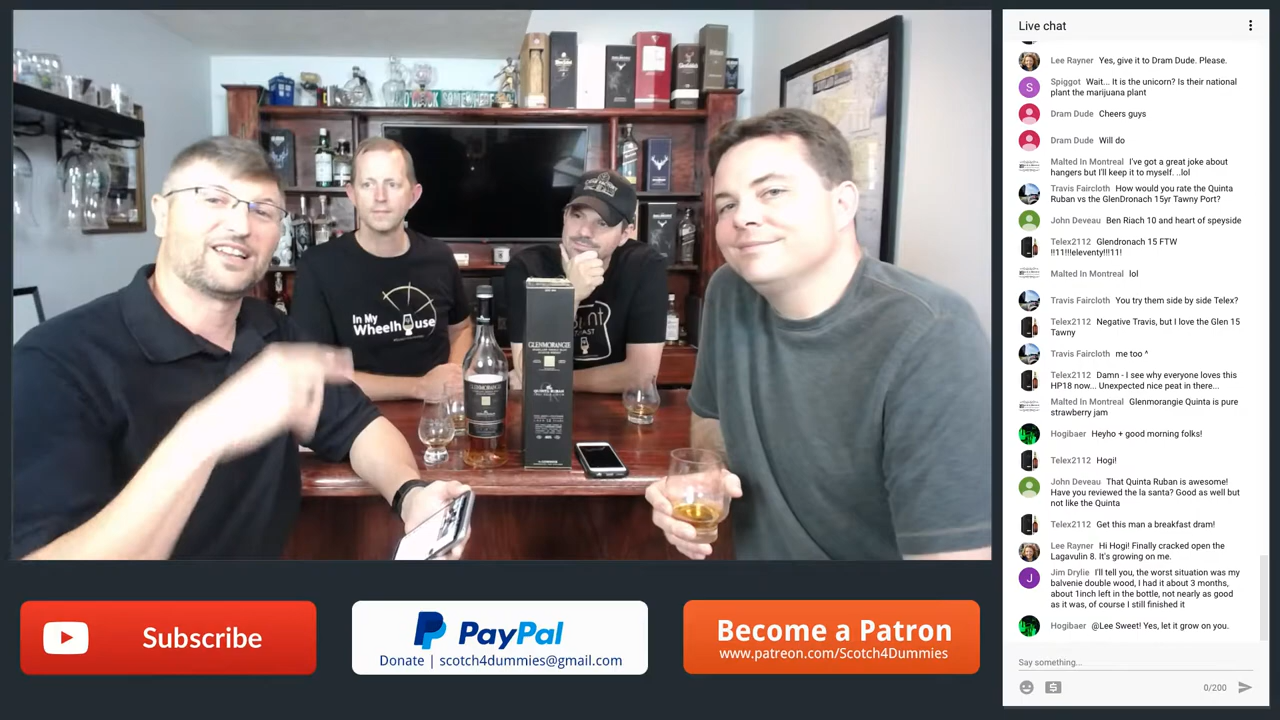 In My
Wheelh use
GLENMORANGIE
QUINTA RUBAN
Subscribe
PayPal
Donate | scotch4dummies@gmail.com
Become a Patron
www.patreon.com/Scotch4Dummies
Live chat
Lee Rayner Yes, give it to Dram Dude. Please.
Spiggot Wait... It is the unicorn? Is their national
plant the marijuana plant
Dram Dude Cheers guys
Dram Dude Will do
Malted In Montreal I've got a great joke about
hangers but I'll keep it to myself. ..lol
Travis Faircloth How would you rate the Quinta
Ruban vs the GlenDronach 15yr Tawny Port?
John Deveau Ben Riach 10 and heart of speyside
Telex2112 Glendronach 15 FTW
!!11!!!eleventy!!!11!
Malted In Montreal lol
Travis Faircloth You try them side by side Telex?
Telex2112 Negative Travis, but I love the Glen 15
Tawny
Travis Faircloth me too ^
Telex2112 Damn - I see why everyone loves this
HP18 now... Unexpected nice peat in there...
Malted In Montreal Glenmorangie Quinta is pure
strawberry jam
Hogibaer Heyho + good morning folks!
Telex2112 Hogi!
John Deveau That Quinta Ruban is awesome!
Have you reviewed the la santa? Good as well but
not like the Quinta
Telex2112 Get this man a breakfast dram!
Lee Rayner Hi Hogi! Finally cracked open the
Lagavulin 8. It's growing on me.
Jim Drylie I'll tell you, the worst situation was my
balvenie double wood, I had it about 3 months,
about 1inch left in the bottle, not nearly as good
as it was, of course I still finished it
Hogibaer @Lee Sweet! Yes, let it grow on you.
Say something...
0/200